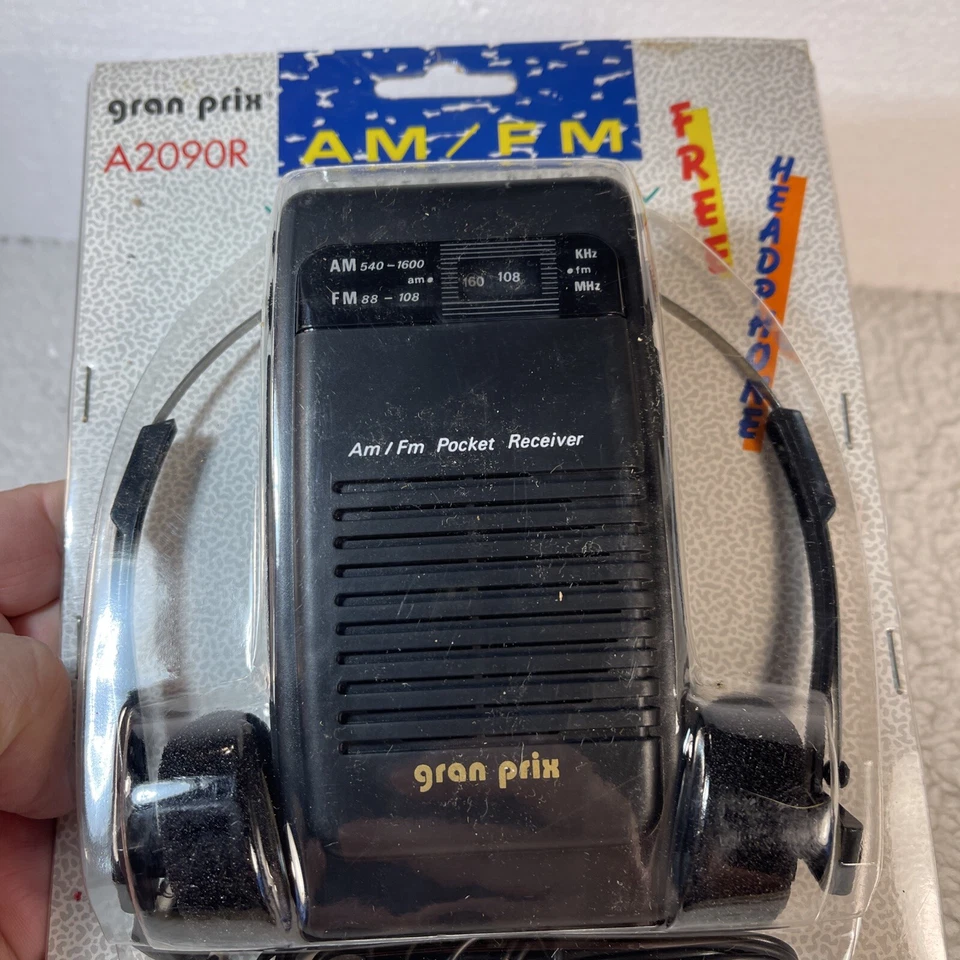 gran prix
A2090R
AM/FM
FREE
HEADPHONE
AM 540-1600
am
FM 88 - 108
160 108
KHz
fm
MHz
Am/Fm Pocket Receiver
gran prix